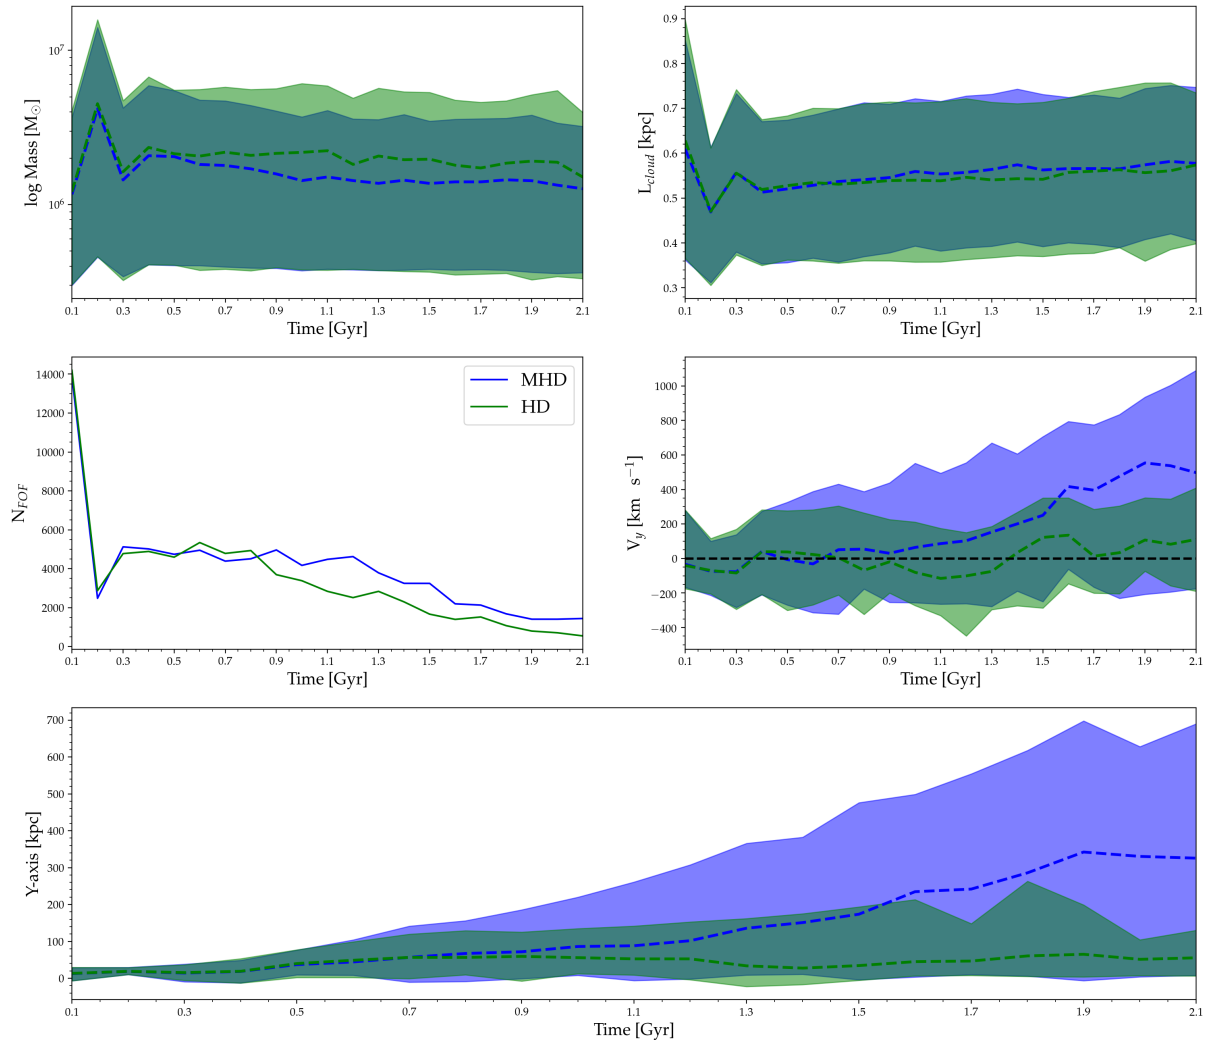 log Mass [M⊙]
10⁷
10⁶
0.1 0.3 0.5 0.7 0.9 1.1 1.3 1.5 1.7 1.9 2.1
Time [Gyr]
L_cloud [kpc]
0.9
0.8
0.7
0.6
0.5
0.4
0.3
0.1 0.3 0.5 0.7 0.9 1.1 1.3 1.5 1.7 1.9 2.1
Time [Gyr]
N_FOF
14000
12000
10000
8000
6000
4000
2000
0
MHD
HD
0.1 0.3 0.5 0.7 0.9 1.1 1.3 1.5 1.7 1.9 2.1
Time [Gyr]
V_y [km s⁻¹]
1000
800
600
400
200
0
−200
−400
0.1 0.3 0.5 0.7 0.9 1.1 1.3 1.5 1.7 1.9 2.1
Time [Gyr]
Y-axis [kpc]
700
600
500
400
300
200
100
0
0.1 0.3 0.5 0.7 0.9 1.1 1.3 1.5 1.7 1.9 2.1
Time [Gyr]